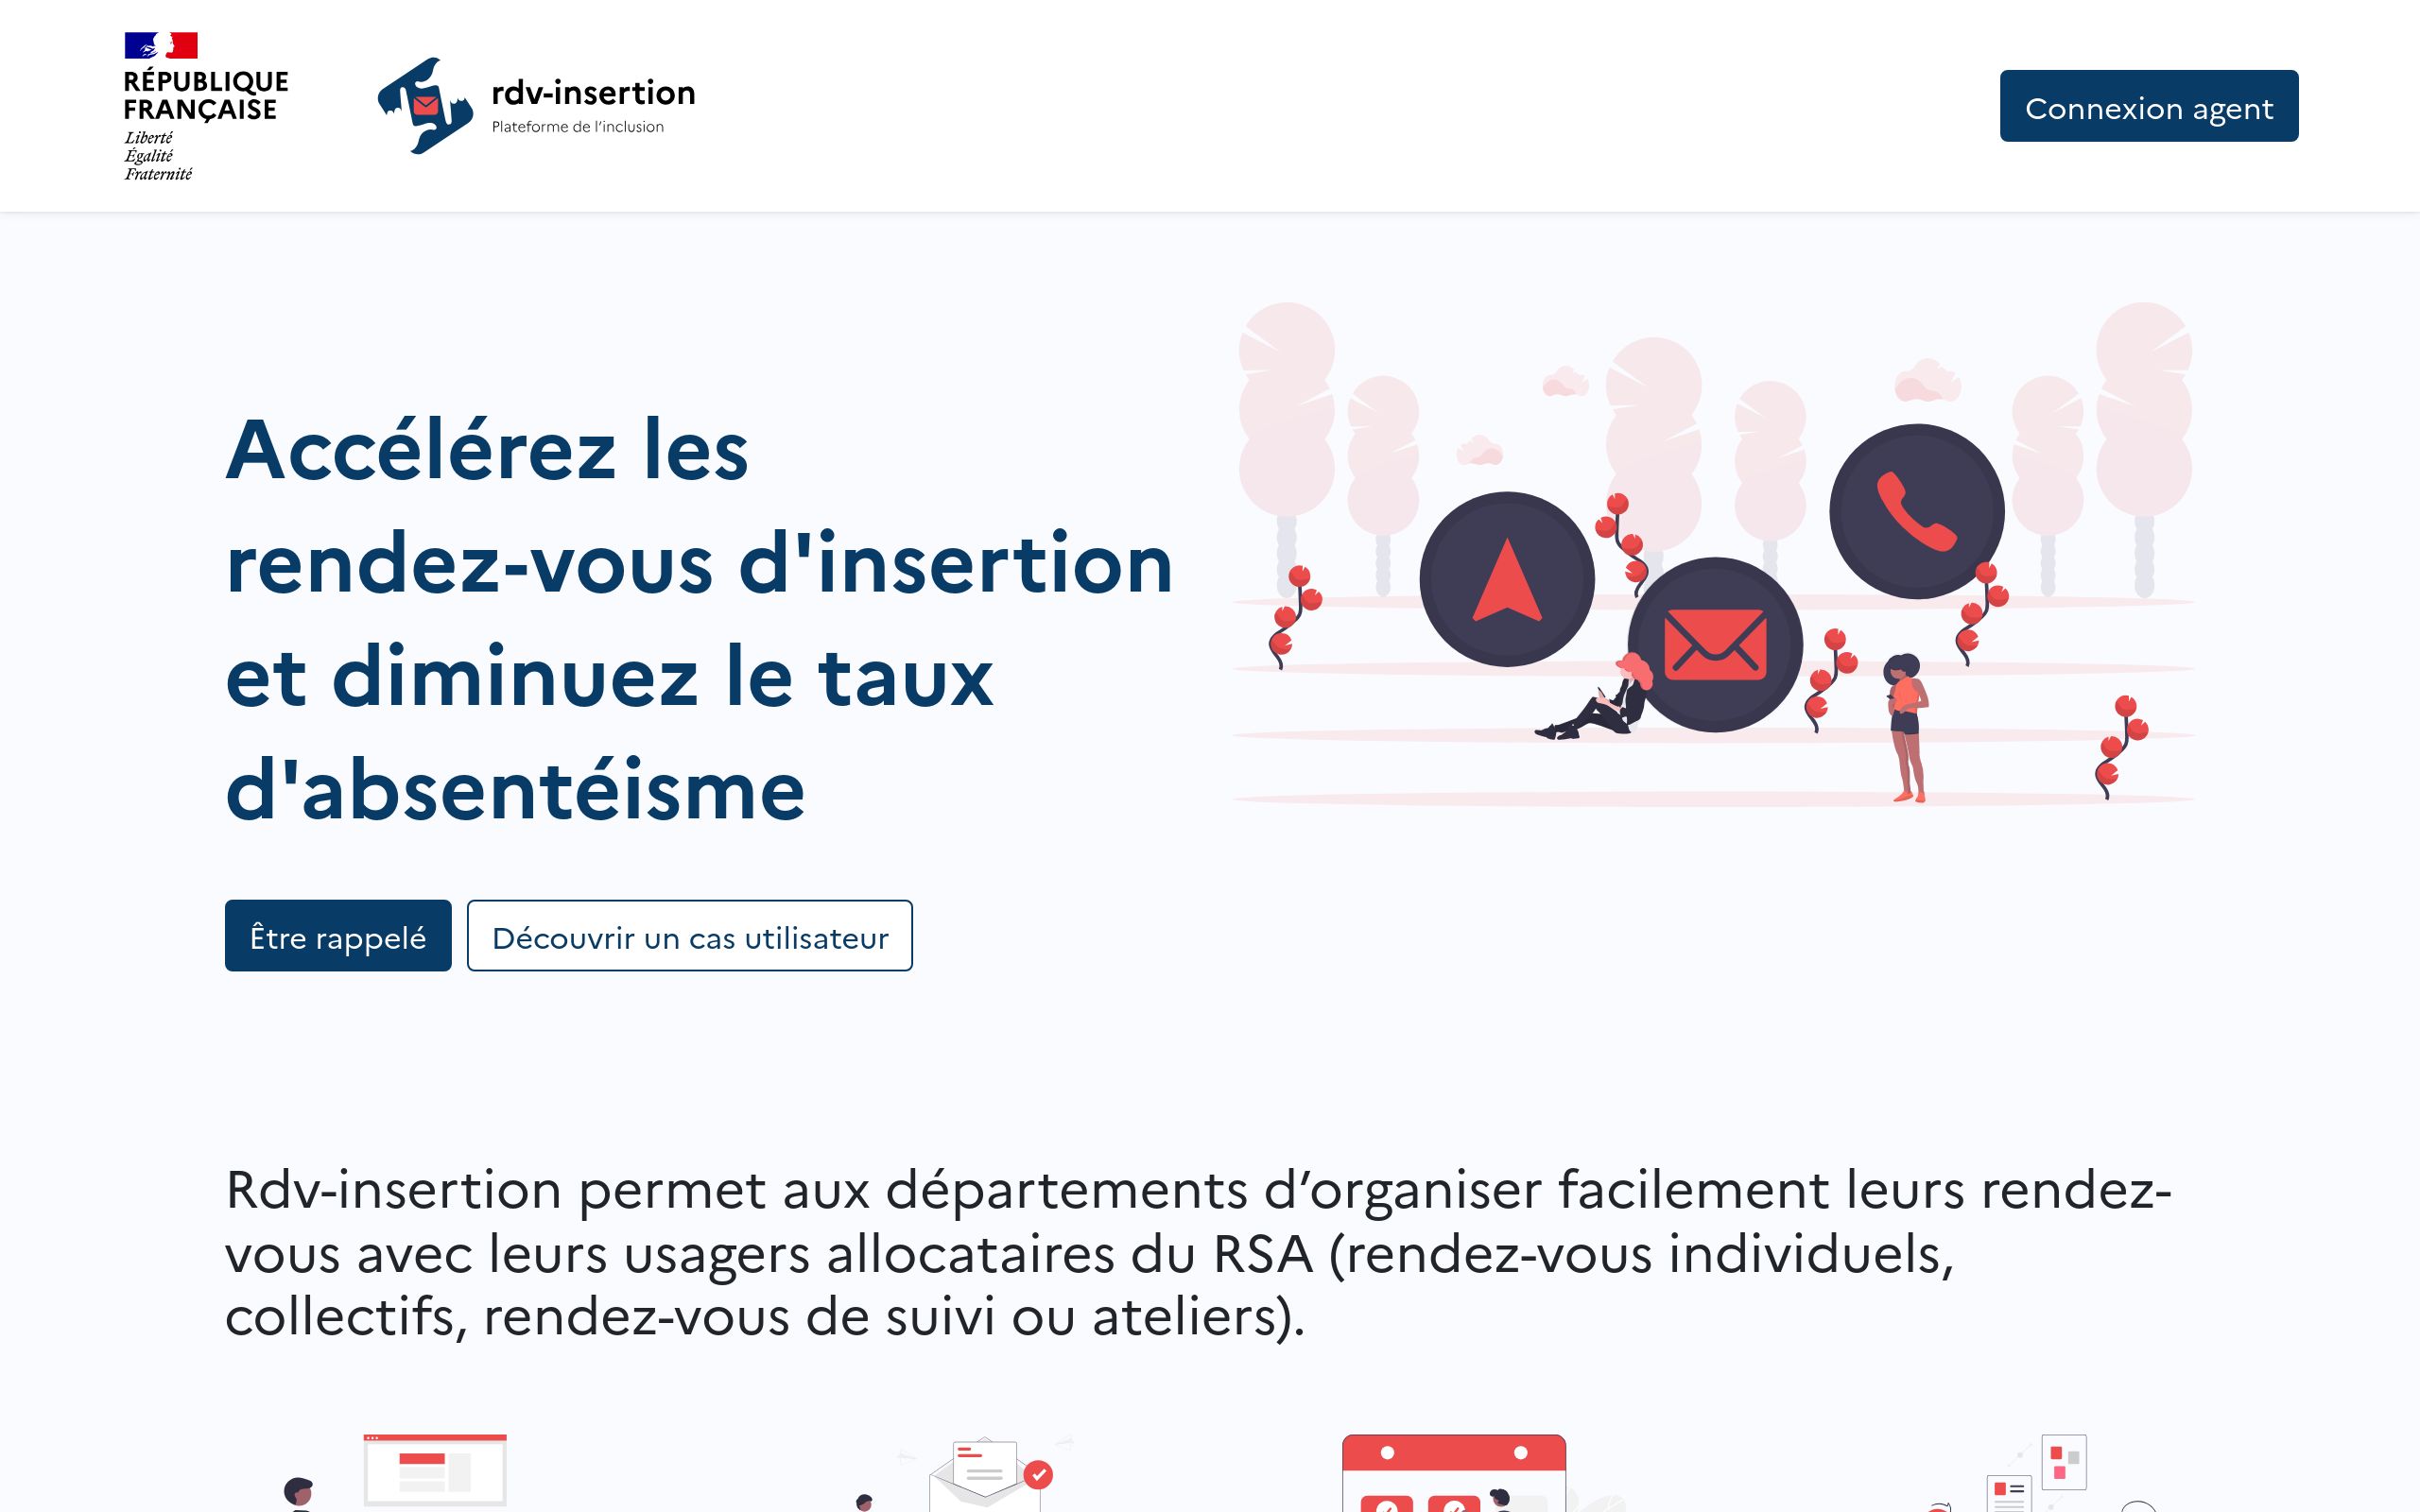 RÉPUBLIQUE
FRANÇAISE
Liberté
Égalité
Fraternité
rdv-insertion
Plateforme de l'inclusion
Connexion agent
Accélérez les
rendez-vous d'insertion
et diminuez le taux
d'absentéisme
Être rappelé
Découvrir un cas utilisateur
Rdv-insertion permet aux départements d’organiser facilement leurs rendez-
vous avec leurs usagers allocataires du RSA (rendez-vous individuels,
collectifs, rendez-vous de suivi ou ateliers).